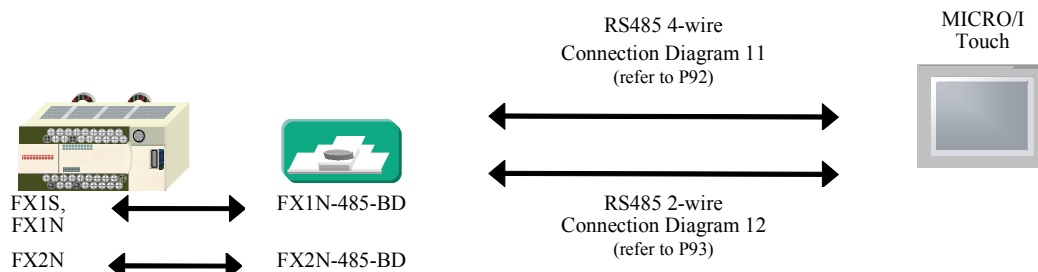 RS485 4-wire
Connection Diagram 11
(refer to P92)
MICRO/I
Touch
FX1S,
FX1N
FX1N-485-BD
RS485 2-wire
Connection Diagram 12
(refer to P93)
FX2N
FX2N-485-BD